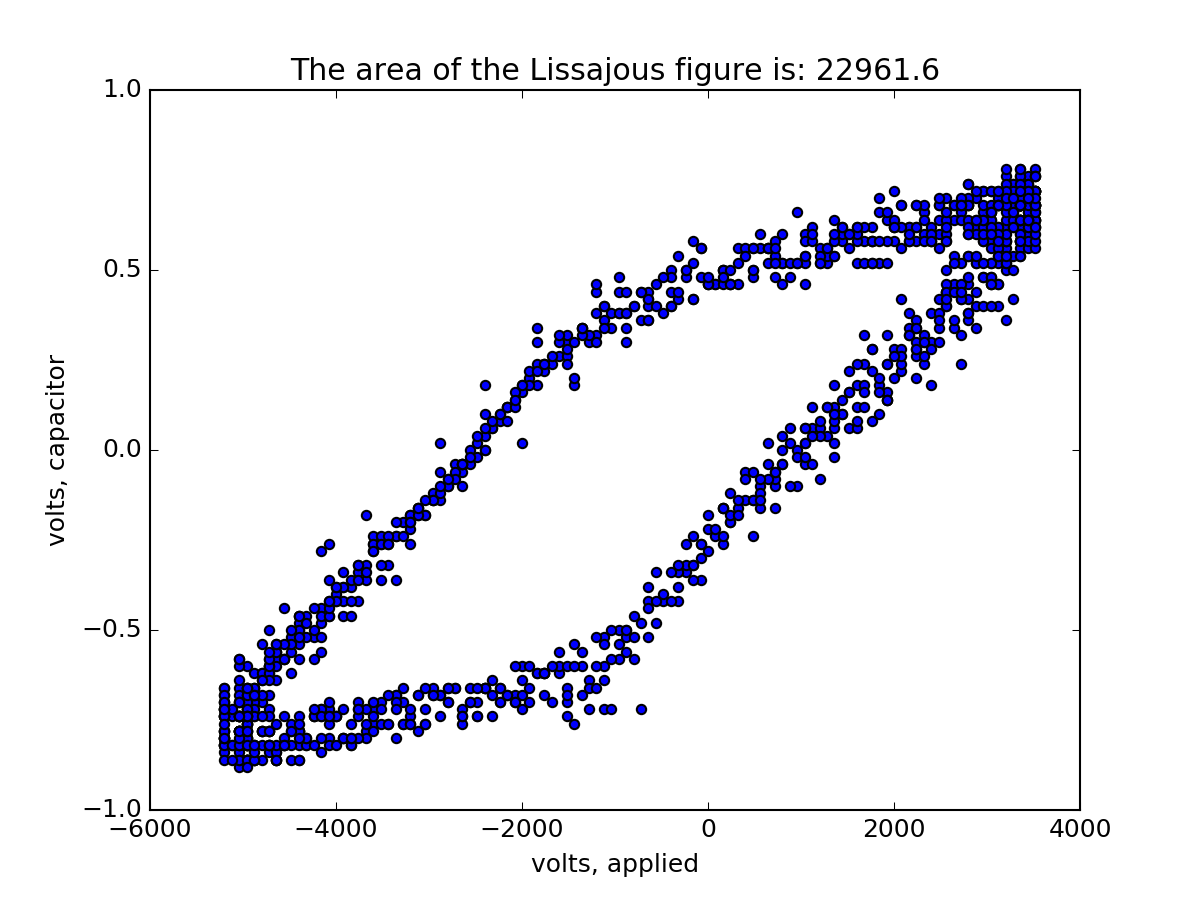 The area of the Lissajous figure is: 22961.6
1.0
0.5
0.0
−0.5
−1.0
−6000 −4000 −2000 0 2000 4000
volts, applied
volts, capacitor